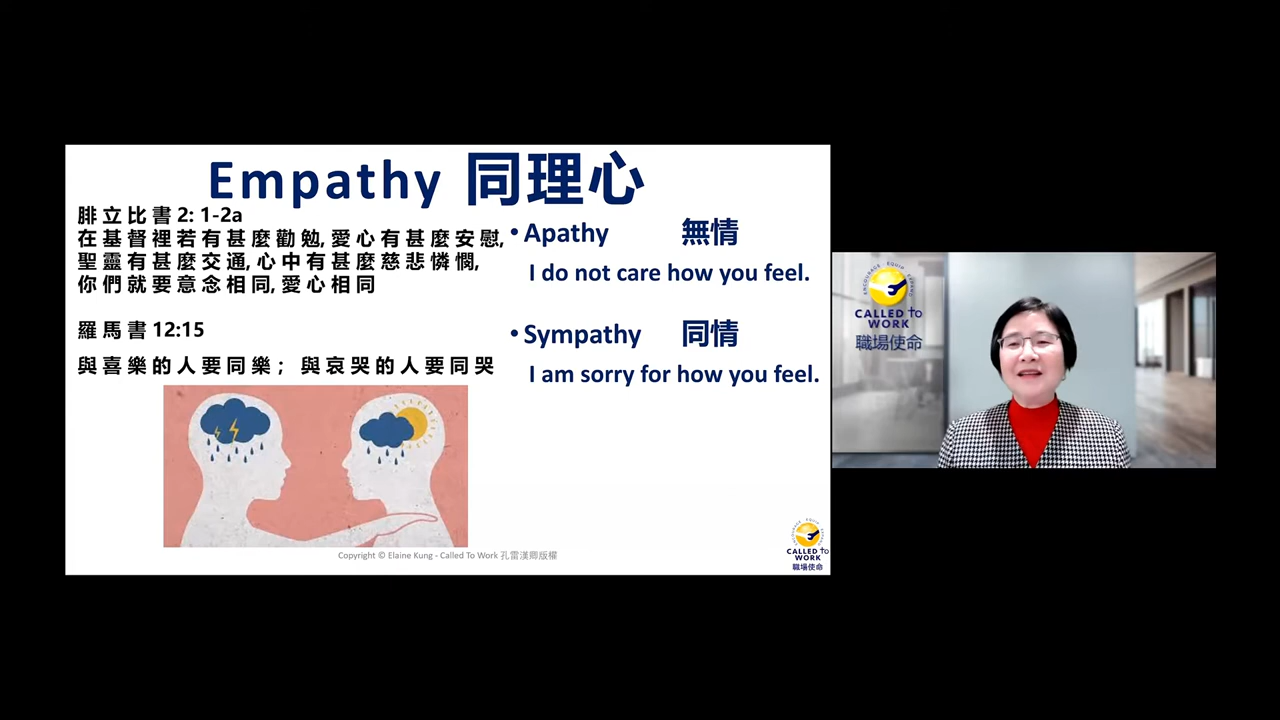 Empathy 同理心
腓立比書 2: 1-2a
在基督裡若有甚麼勸勉, 愛心有甚麼安慰,
聖靈有甚麼交通, 心中有甚麼慈悲憐憫,
你們就要意念相同, 愛心相同
羅馬書 12:15
與喜樂的人要同樂； 與哀哭的人要同哭
• Apathy 無情
I do not care how you feel.
• Sympathy 同情
I am sorry for how you feel.
Copyright © Elaine Kung - Called To Work 孔雷漢卿版權
ENCOURAGE EQUIP EXPAND
CALLED to
WORK
職場使命
ENCOURAGE EQUIP EXPAND
CALLED to
WORK
職場使命